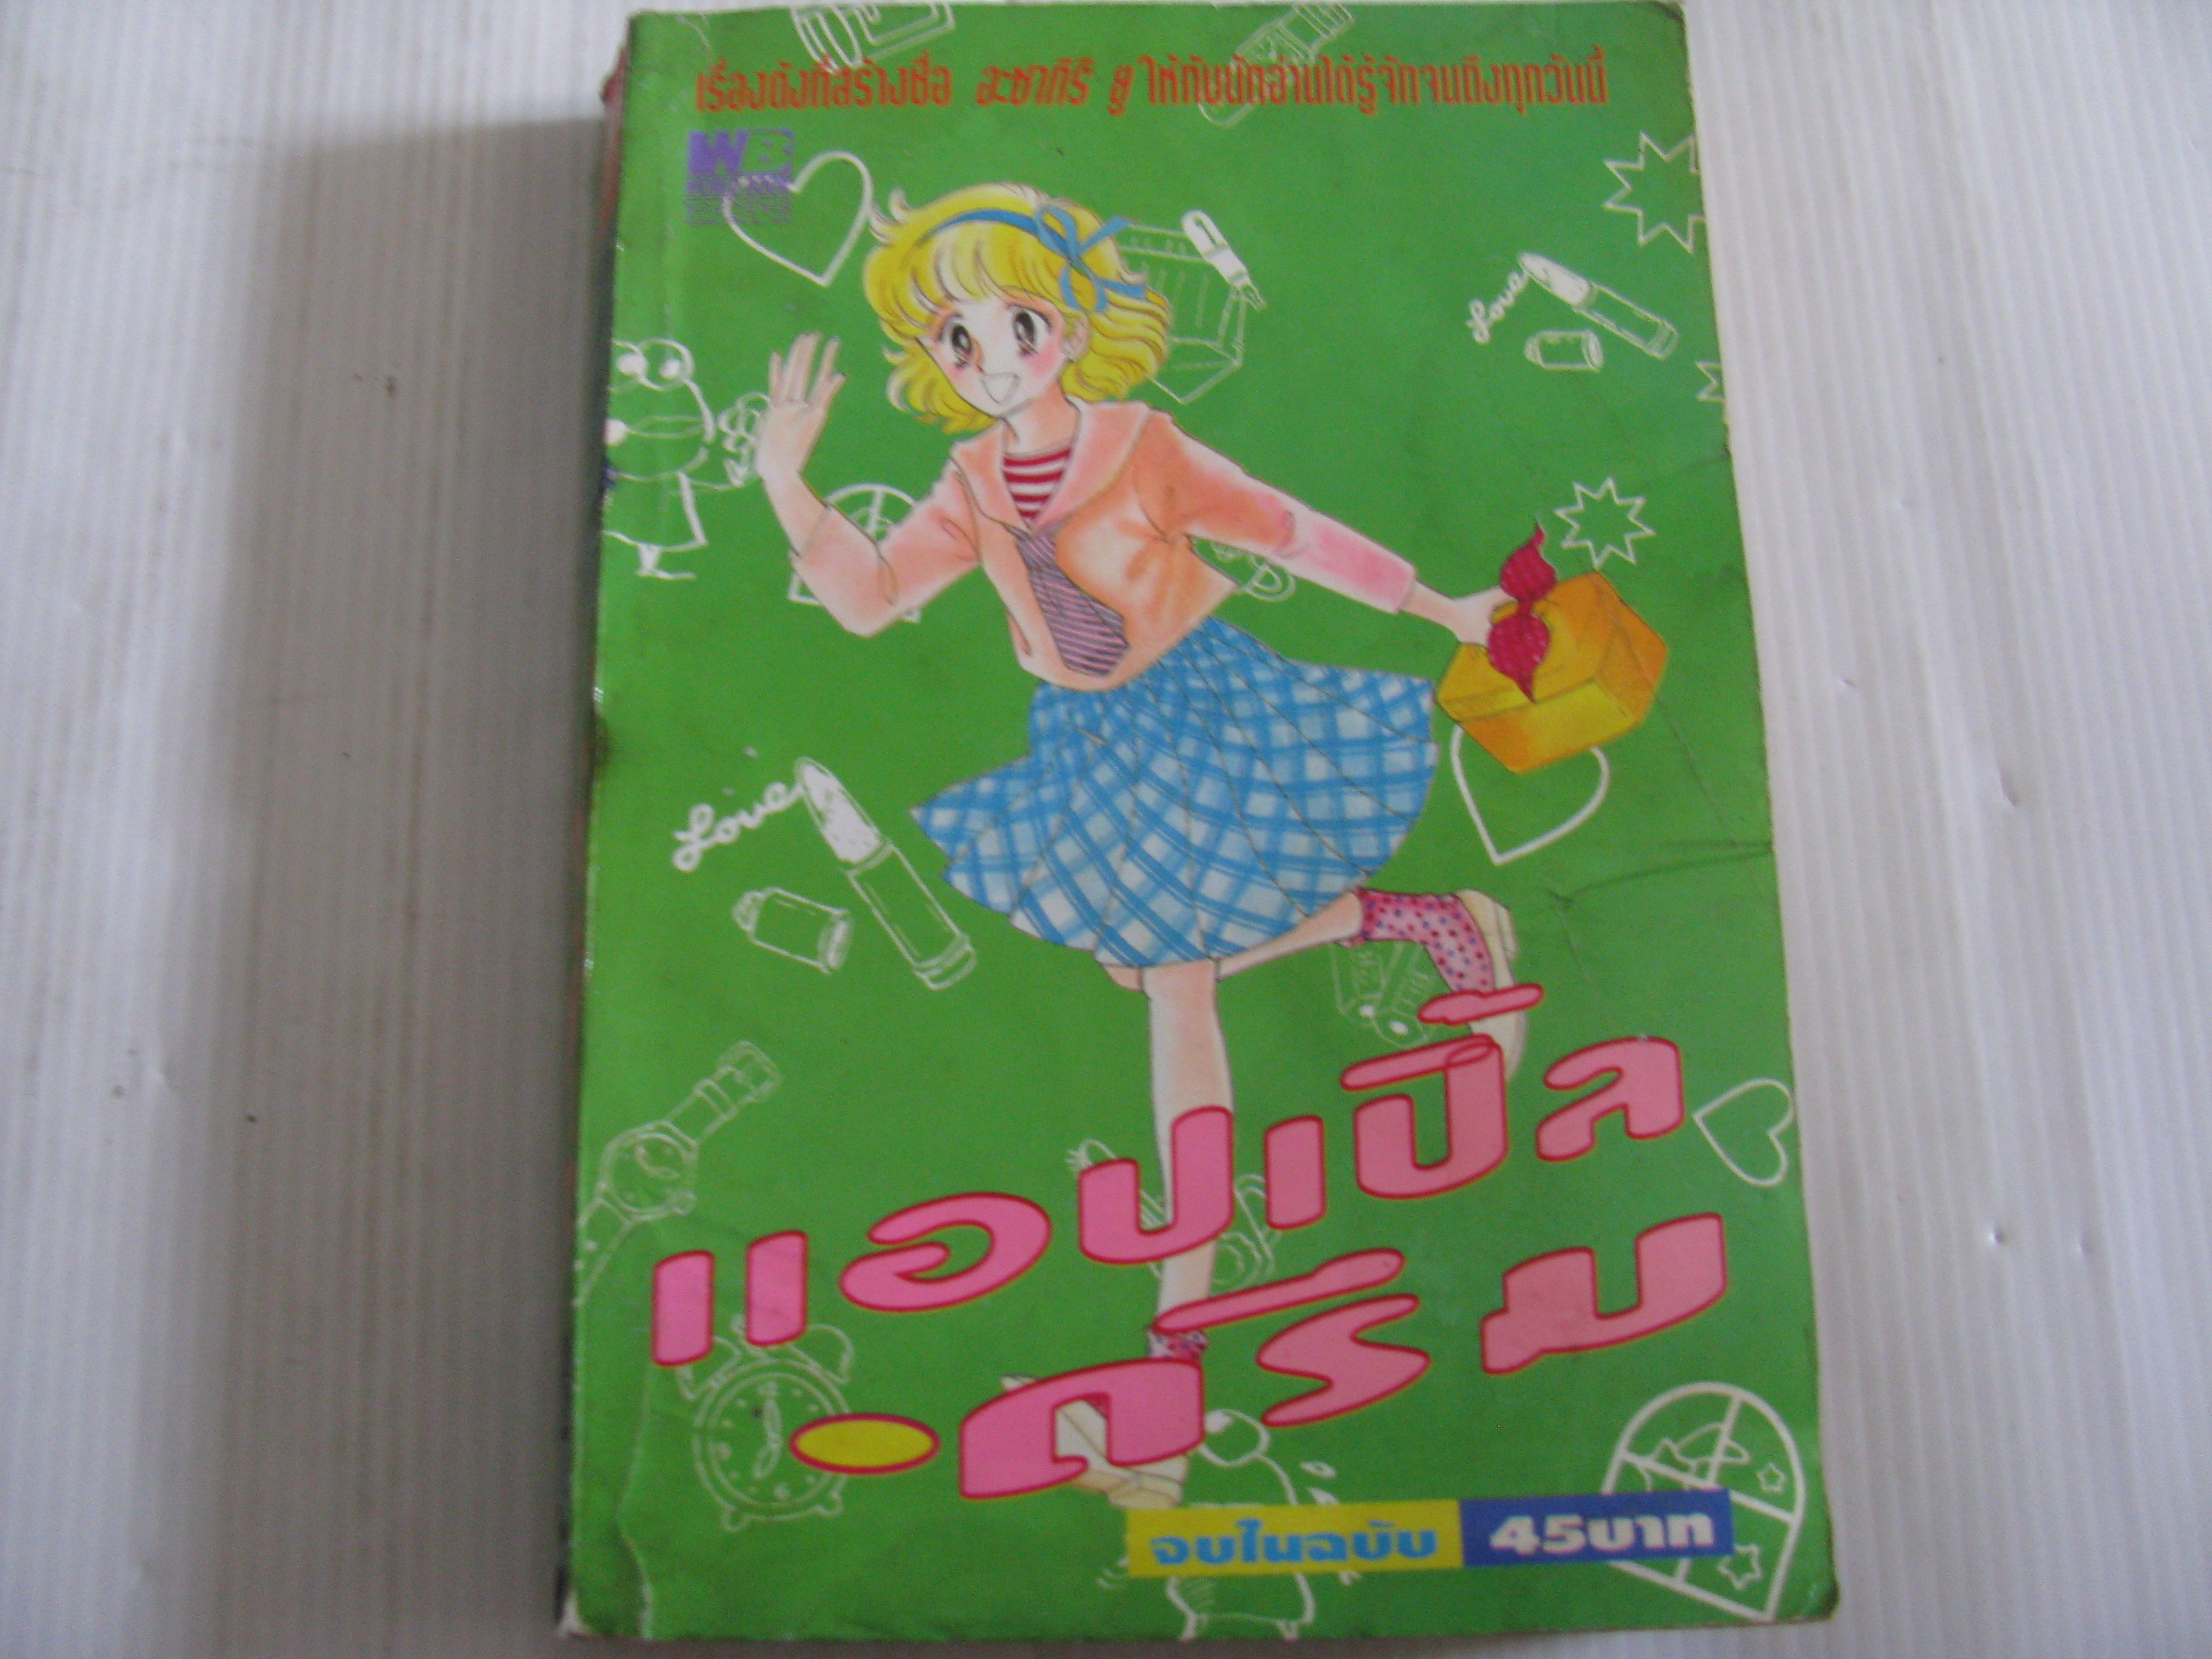 เรื่องดังที่สร้างชื่อ อะซากิริ ยู ให้กับนักอ่านได้รู้จักจนถึงทุกวันนี้
WB
Love
Love
แอปเปิ้ล
ดรีม
จบในฉบับ 45บาท